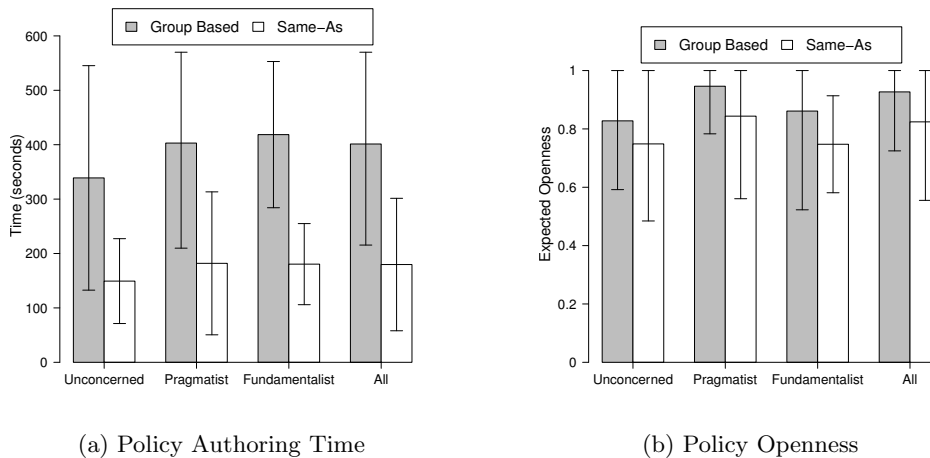 Group Based Same−As
600
500
400
300
200
100
0
Time (seconds)
Unconcerned Pragmatist Fundamentalist All
(a) Policy Authoring Time
Group Based Same−As
1
0.8
0.6
0.4
0.2
0
Expected Openness
Unconcerned Pragmatist Fundamentalist All
(b) Policy Openness